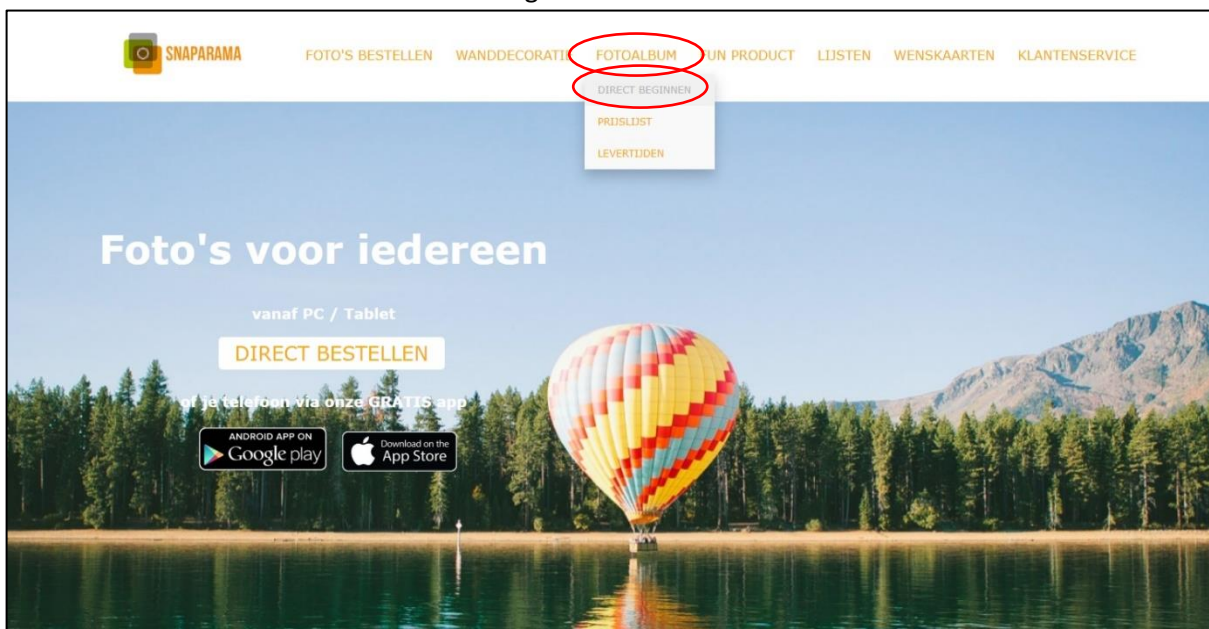 SNAPARAMA
FOTO'S BESTELLEN WANDDECORATIE FOTOALBUM FUN PRODUCT LIJSTEN WENSKAARTEN KLANTENSERVICE
DIRECT BEGINNEN
PRIJSLIJST
LEVERTIJDEN
Foto's voor iedereen
vanaf PC / Tablet
DIRECT BESTELLEN
of je telefoon via onze GRATIS app
ANDROID APP ON
Google play
Download on the
App Store